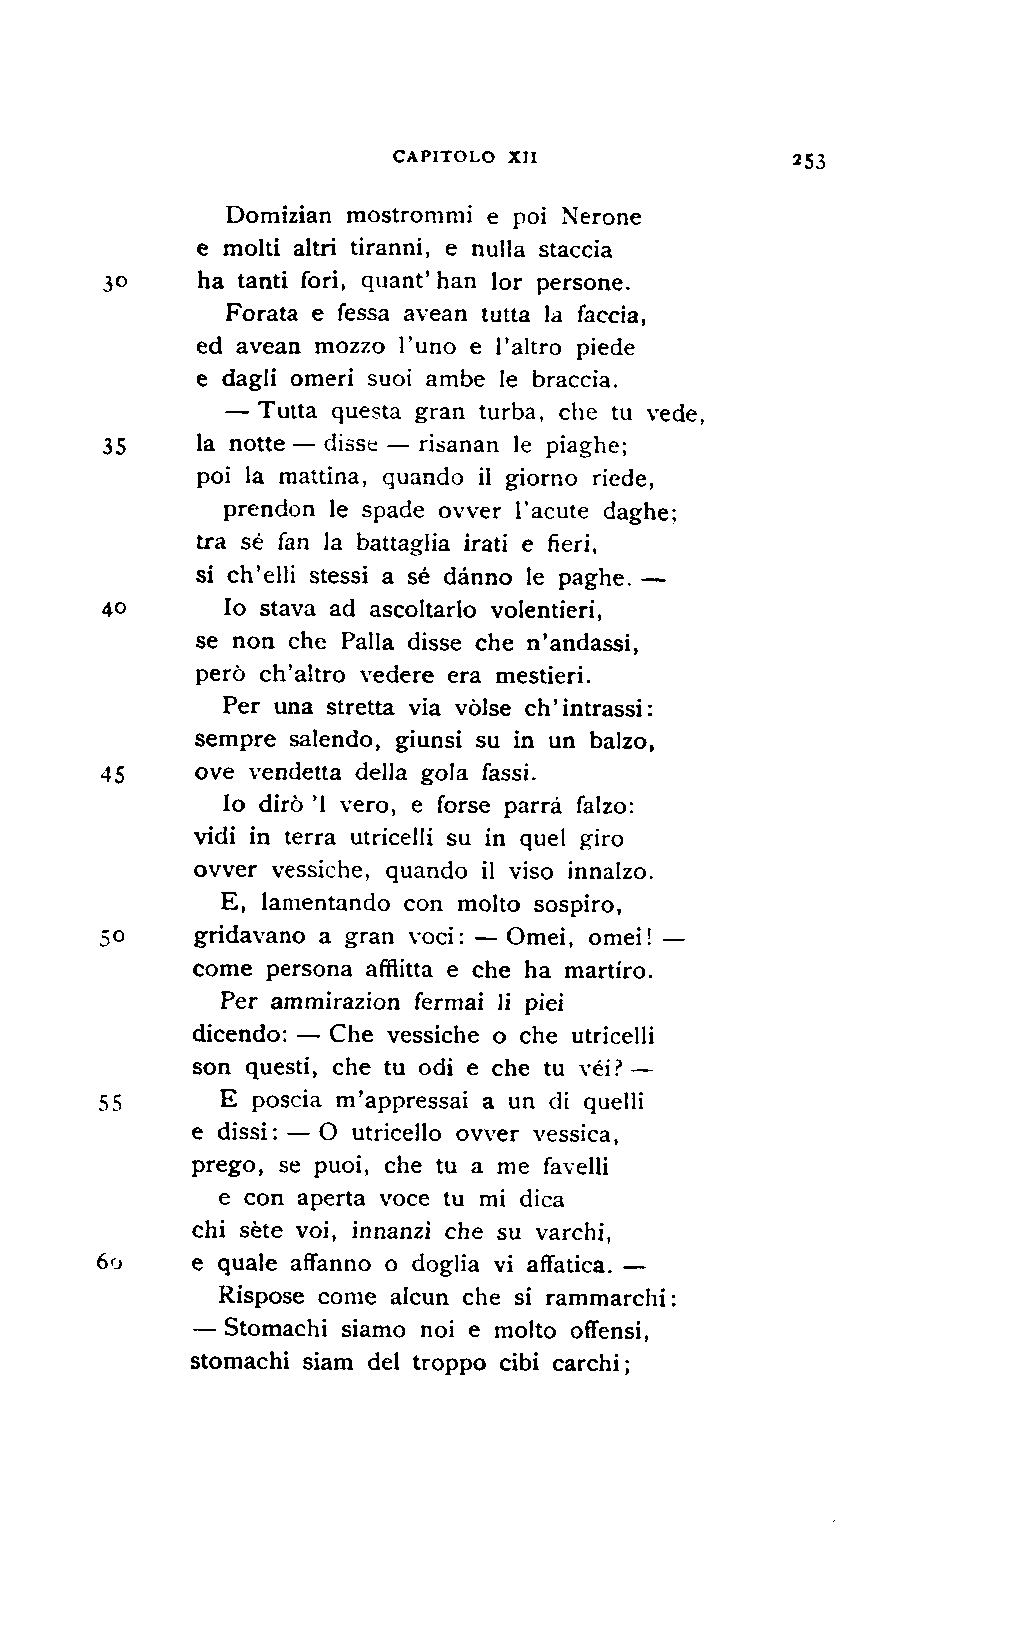 CAPITOLO XII 253
Domizian mostrommi e poi Nerone
e molti altri tiranni, e nulla staccia
30 ha tanti fori, quant' han lor persone.
Forata e fessa avean tutta la faccia,
ed avean mozzo l'uno e l'altro piede
e dagli omeri suoi ambe le braccia.
— Tutta questa gran turba, che tu vede,
35 la notte — disse — risanan le piaghe;
poi la mattina, quando il giorno riede,
prendon le spade ovver l'acute daghe;
tra sé fan la battaglia irati e fieri,
sí ch'elli stessi a sé dánno le paghe. —
40 Io stava ad ascoltarlo volentieri,
se non che Palla disse che n'andassi,
però ch'altro vedere era mestieri.
Per una stretta via vòlse ch'intrassi:
sempre salendo, giunsi su in un balzo,
45 ove vendetta della gola fassi.
Io dirò 'l vero, e forse parrá falzo:
vidi in terra utricelli su in quel giro
ovver vessiche, quando il viso innalzo.
E, lamentando con molto sospiro,
50 gridavano a gran voci: — Omei, omei! —
come persona afflitta e che ha martíro.
Per ammirazion fermai li piei
dicendo: — Che vessiche o che utricelli
son questi, che tu odi e che tu véi? —
55 E poscia m'appressai a un di quelli
e dissi: — O utricello ovver vessica,
prego, se puoi, che tu a me favelli
e con aperta voce tu mi dica
chi sète voi, innanzi che su varchi,
60 e quale affanno o doglia vi affatica. —
Rispose come alcun che si rammarchi:
— Stomachi siamo noi e molto offensi,
stomachi siam del troppo cibi carchi;